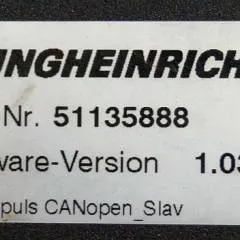 NGHEINRICH
Nr. 51135888
ware-Version 1.03
puls CANopen_Slav